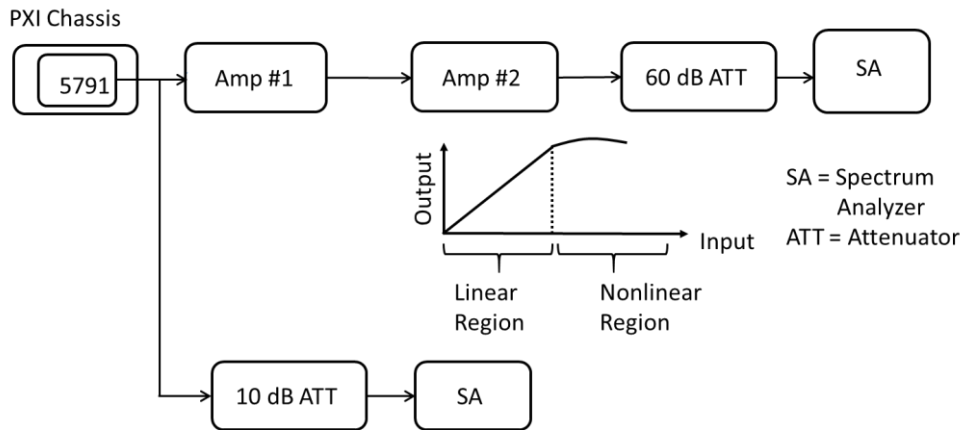 PXI Chassis
5791
Amp #1
Amp #2
60 dB ATT
SA
Output
Input
Linear
Region
Nonlinear
Region
SA = Spectrum
Analyzer
ATT = Attenuator
10 dB ATT
SA